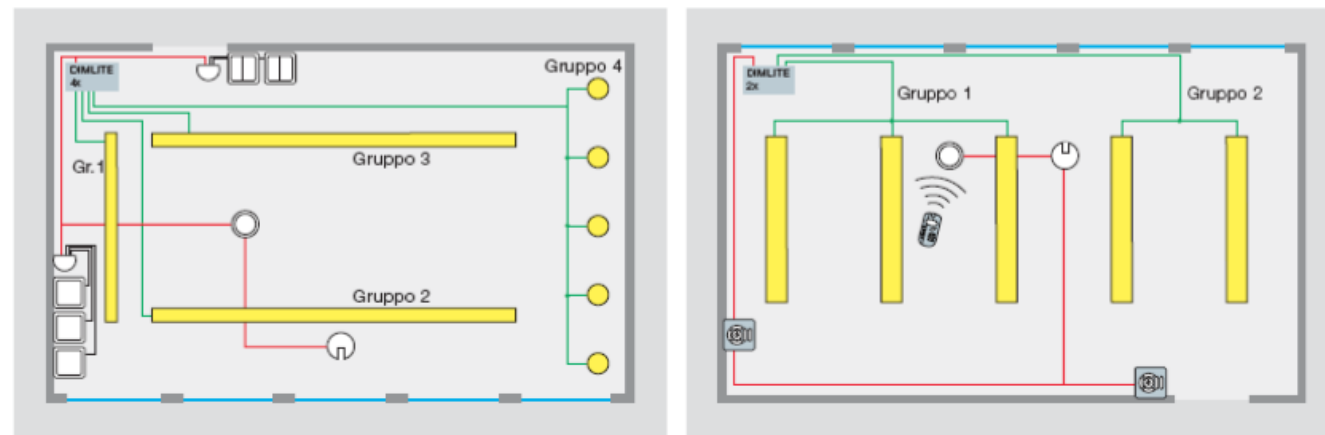 DIMLITE
4x
Gruppo 4
Gruppo 3
Gr. 1
Gruppo 2
DIMLITE
2x
Gruppo 1
Gruppo 2